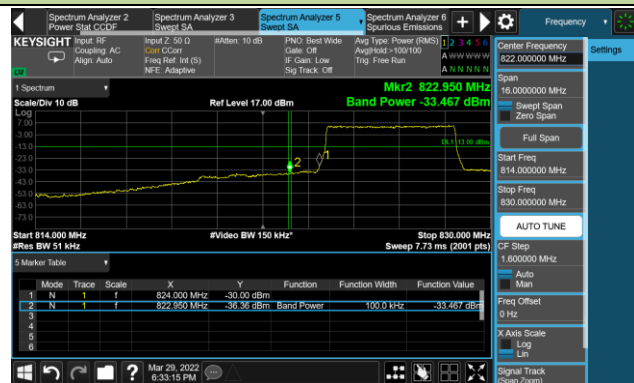 Spectrum Analyzer 2
Power Stat CCDF
Spectrum Analyzer 3
Swept SA
Spectrum Analyzer 5
Swept SA
Spectrum Analyzer 6
Spurious Emissions
Frequency
KEYSIGHT
Input: RF
Coupling: AC
Align: Auto
Input Z: 50 Ω
Corr CCorr
Freq Ref: Int (S)
NFE: Adaptive
#Atten: 10 dB
PNO: Best Wide
Gate: Off
IF Gain: Low
Sig Track: Off
Avg Type: Power (RMS)
Avg|Hold:>100/100
Trig: Free Run
1 2 3 4 5 6
A W W W W W
A N N N N N
Center Frequency
822.000000 MHz
Settings
Span
16.0000000 MHz
Swept Span
Zero Span
Full Span
Start Freq
814.000000 MHz
Stop Freq
830.000000 MHz
AUTO TUNE
CF Step
1.600000 MHz
Auto
Man
Freq Offset
0 Hz
X Axis Scale
Log
Lin
Signal Track
(Span Zoom)
1 Spectrum
Scale/Div 10 dB
Ref Level 17.00 dBm
Mkr2 822.950 MHz
Band Power -33.467 dBm
Log
7.00
-3.00
-13.0
-23.0
-33.0
-43.0
-53.0
-63.0
-73.0
DL1 -13.00 dBm
2
1
Start 814.000 MHz
#Video BW 150 kHz*
Stop 830.000 MHz
#Res BW 51 kHz
Sweep 7.73 ms (2001 pts)
5 Marker Table
Mode Trace Scale X Y Function Function Width Function Value
1 N 1 f 824.000 MHz -30.00 dBm
2 N 1 f 822.950 MHz -36.36 dBm Band Power 100.0 kHz -33.467 dBm
3
4
5
6
Mar 29, 2022
6:33:15 PM